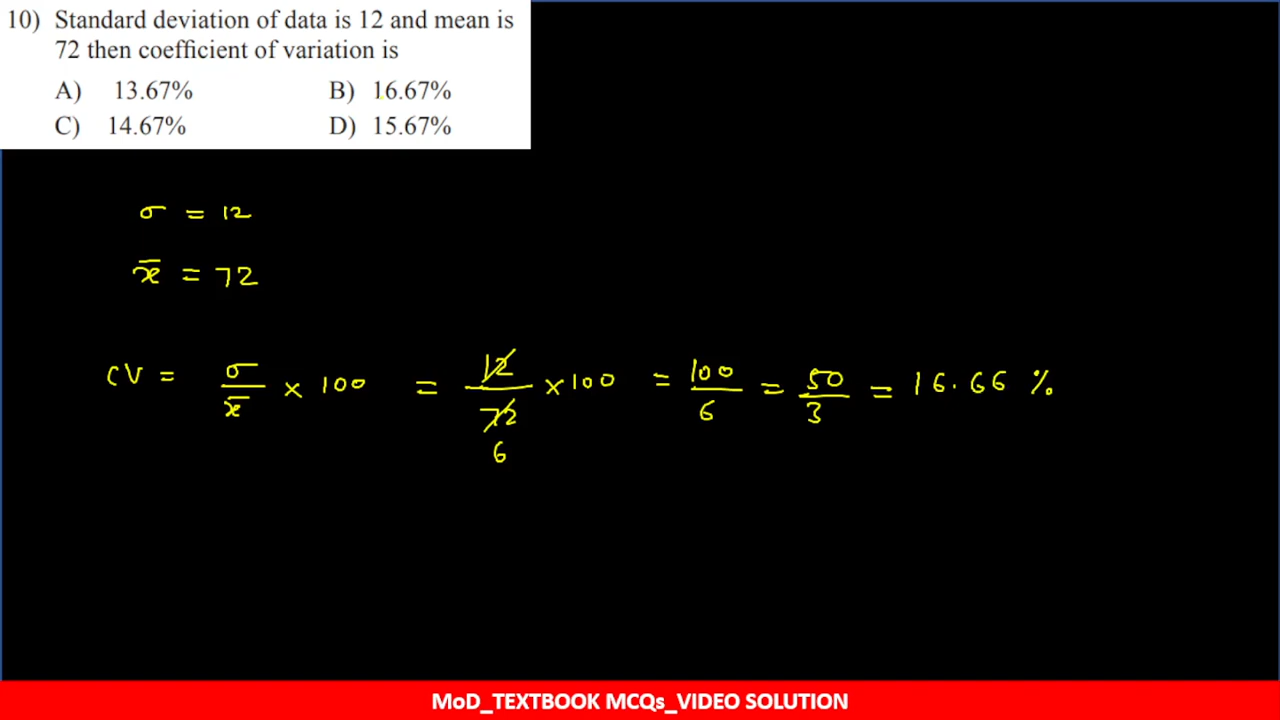 10) Standard deviation of data is 12 and mean is
72 then coefficient of variation is
A) 13.67% B) 16.67%
C) 14.67% D) 15.67%
σ = 12
x̄ = 72
CV = σ/x̄ × 100 = 12/72 × 100 = 100/6 = 50/3 = 16.66 %
6
MoD_TEXTBOOK MCQs_VIDEO SOLUTION